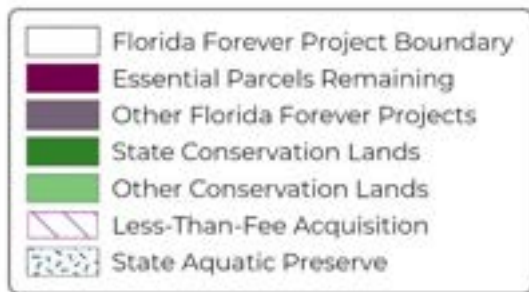 Florida Forever Project Boundary
Essential Parcels Remaining
Other Florida Forever Projects
State Conservation Lands
Other Conservation Lands
Less-Than-Fee Acquisition
State Aquatic Preserve